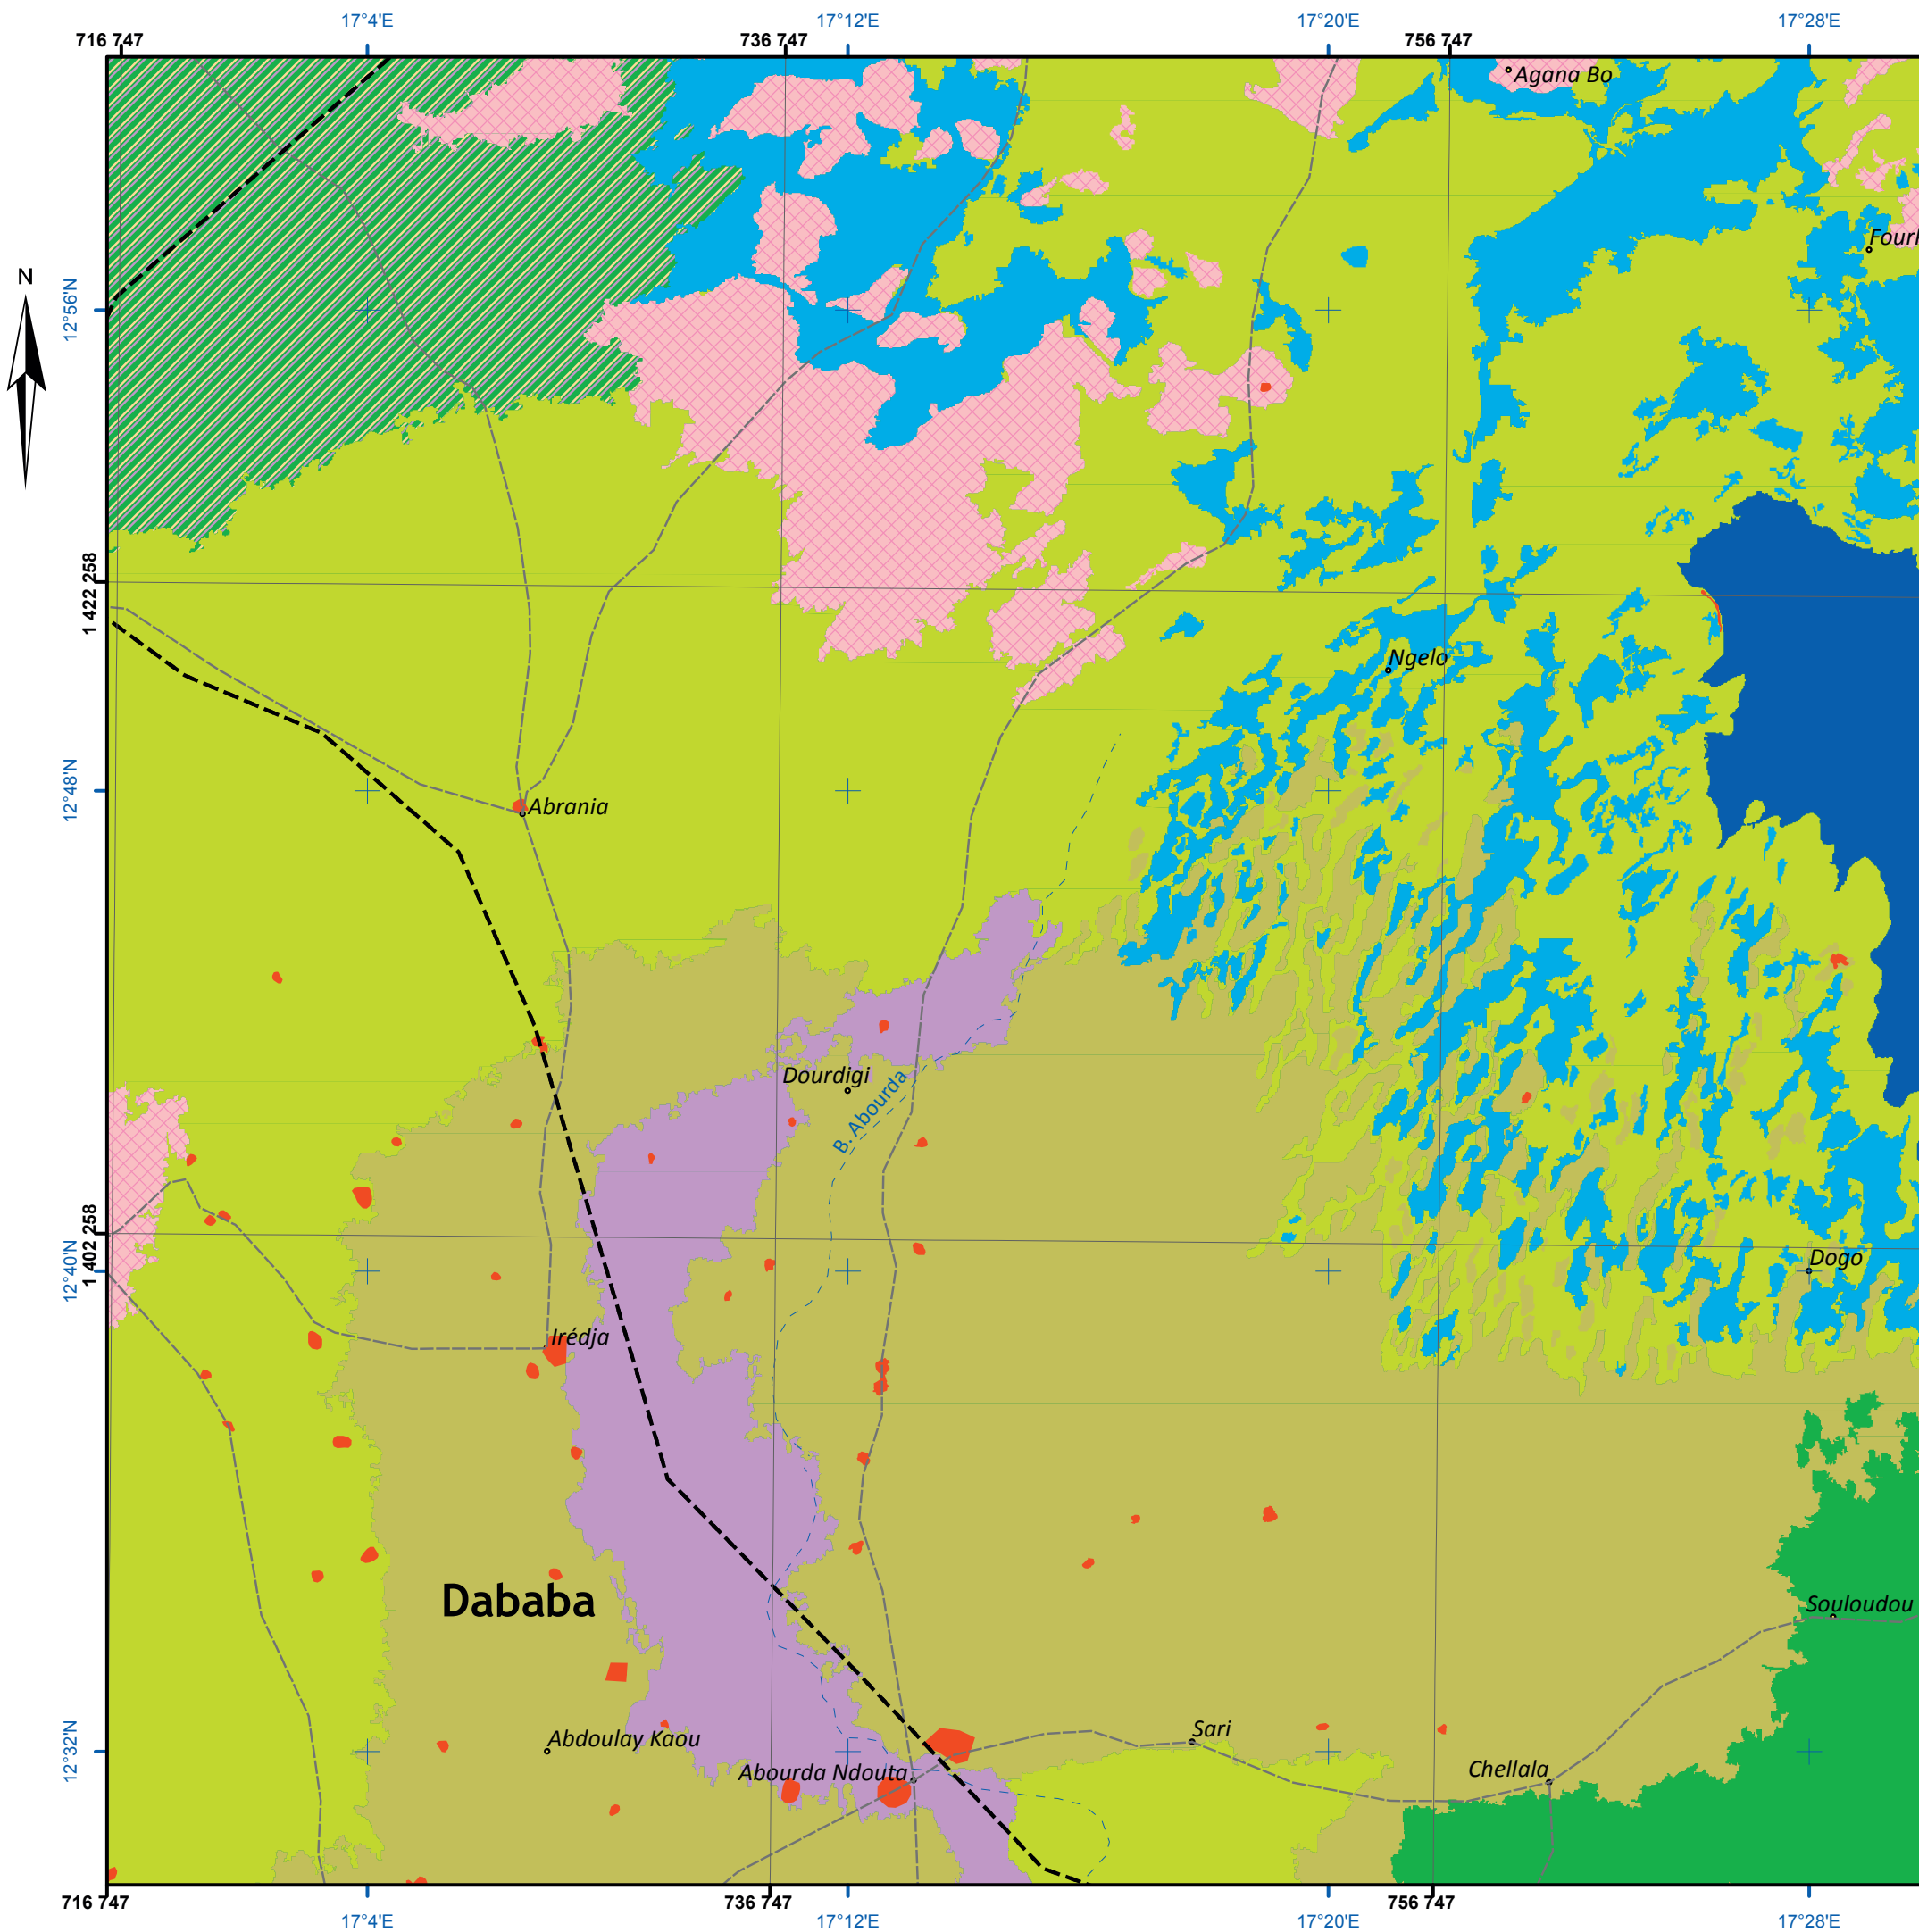 17°4'E
17°12'E
17°20'E
17°28'E
716 747
736 747
756 747
Agana Bo
N
12°56'N
1 422 258
Ngelo
12°48'N
Abrania
Dourdigi
B. Abourda
1 402 258
12°40'N
Dogo
Irédja
Dababa
Souloudou
12°32'N
Abdoulay Kaou
Sari
Abourda Ndouta
Chellala
716 747
736 747
756 747
17°4'E
17°12'E
17°20'E
17°28'E